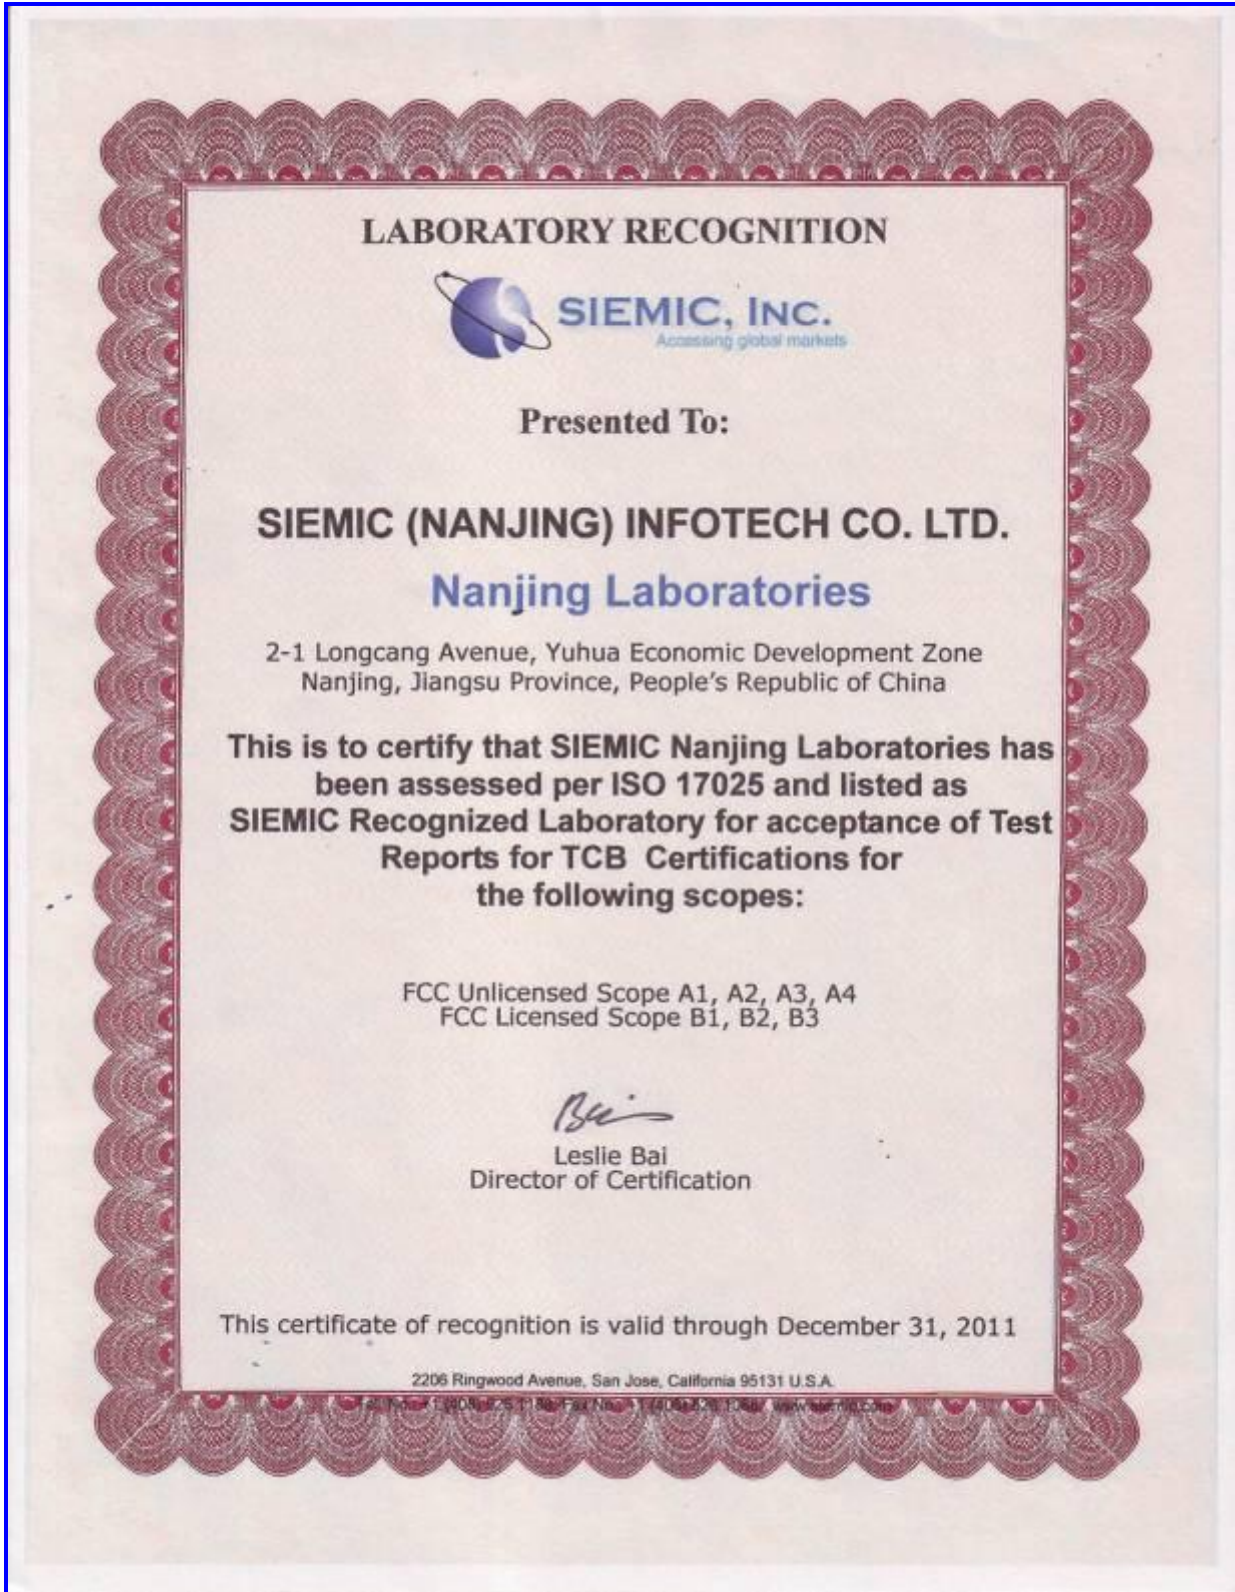 LABORATORY RECOGNITION
SIEMIC, INC.
Accessing global markets
Presented To:
SIEMIC (NANJING) INFOTECH CO. LTD.
Nanjing Laboratories
2-1 Longcang Avenue, Yuhua Economic Development Zone
Nanjing, Jiangsu Province, People's Republic of China
This is to certify that SIEMIC Nanjing Laboratories has
been assessed per ISO 17025 and listed as
SIEMIC Recognized Laboratory for acceptance of Test
Reports for TCB Certifications for
the following scopes:
FCC Unlicensed Scope A1, A2, A3, A4
FCC Licensed Scope B1, B2, B3
Bai
Leslie Bai
Director of Certification
This certificate of recognition is valid through December 31, 2011
2206 Ringwood Avenue, San Jose, California 95131 U.S.A.